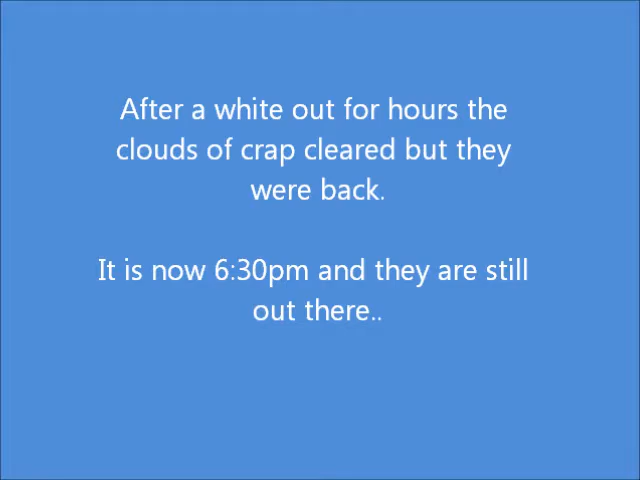 After a white out for hours the
clouds of crap cleared but they
were back.
It is now 6:30pm and they are still
out there..